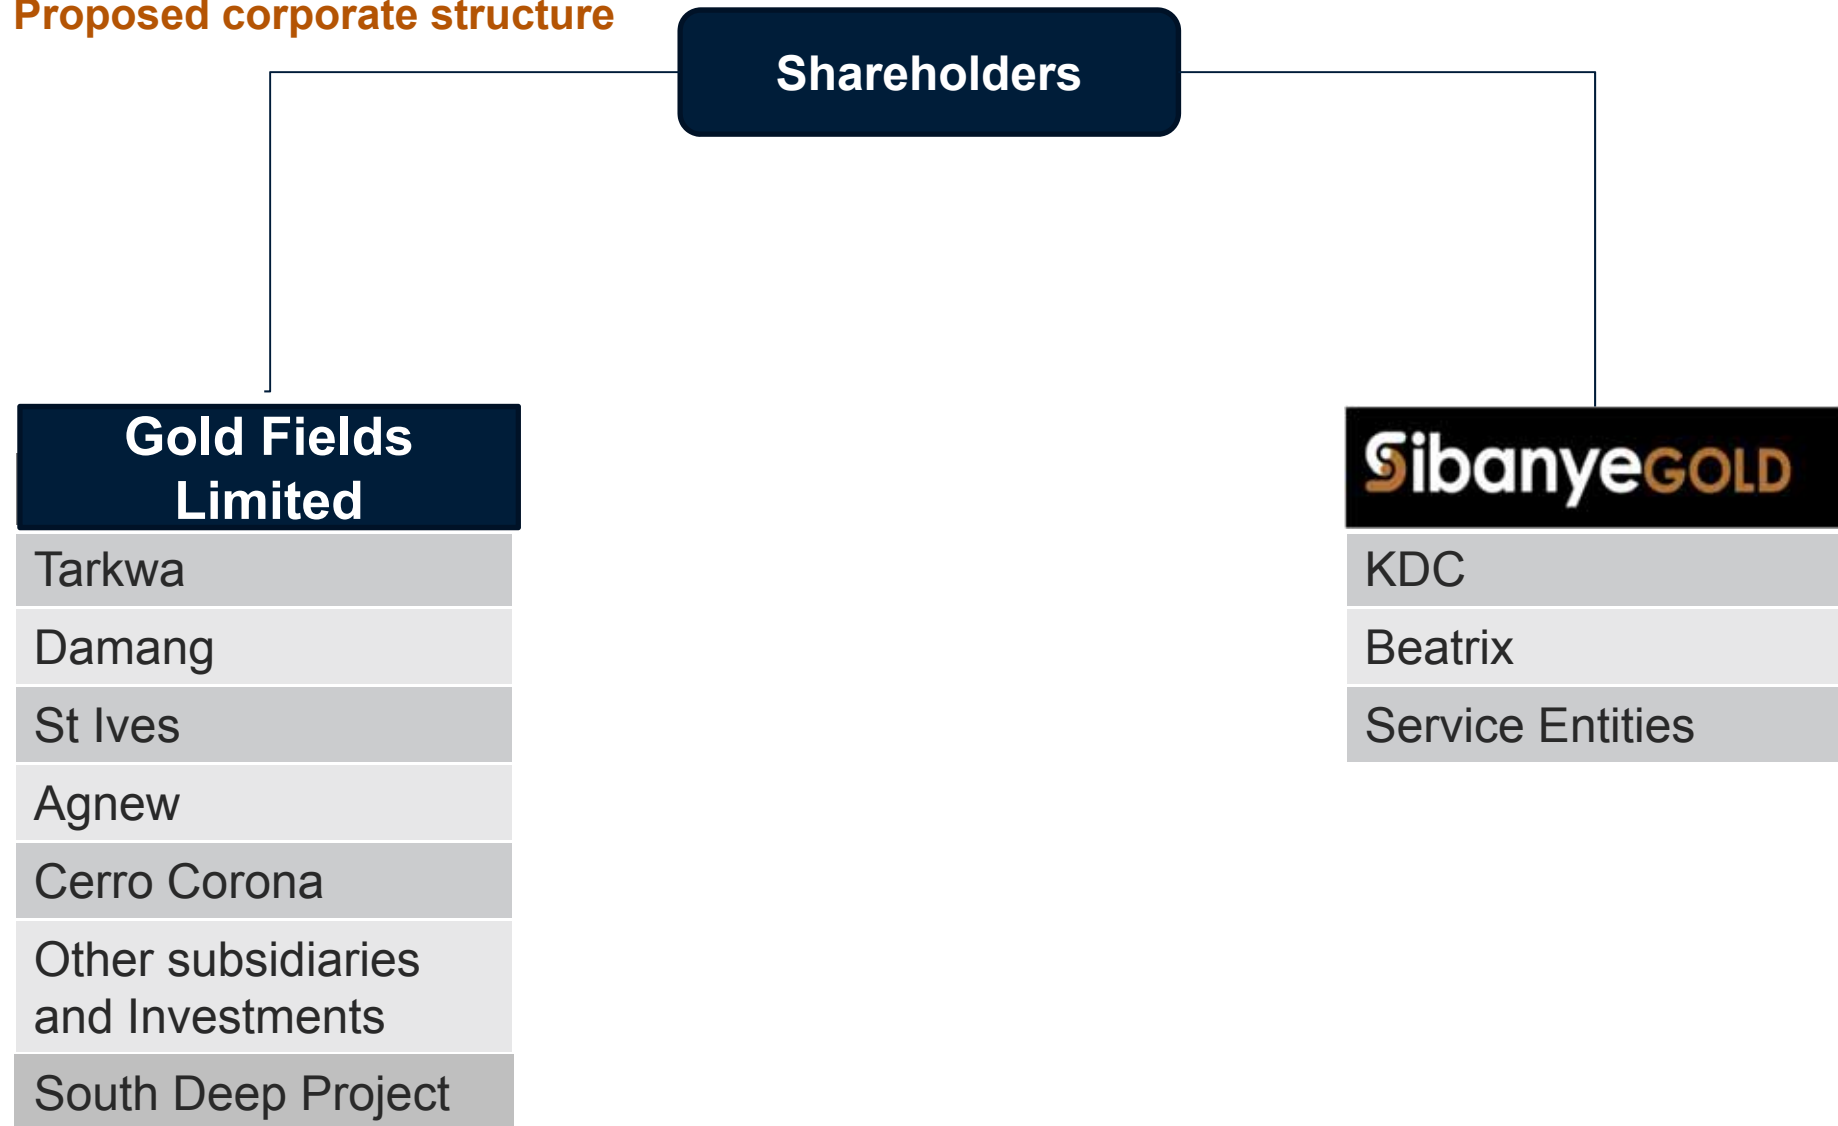 Proposed corporate structure
Shareholders
Gold Fields
Limited
Tarkwa
Damang
St Ives
Agnew
Cerro Corona
Other subsidiaries
and Investments
South Deep Project
SibanyeGOLD
KDC
Beatrix
Service Entities